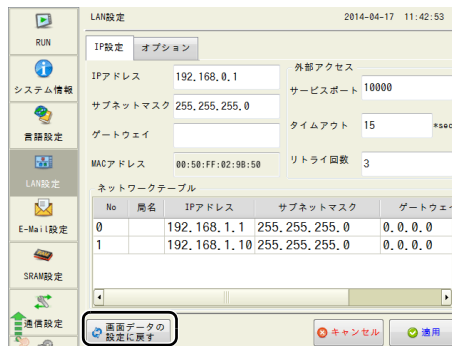 LAN設定 2014-04-17 11:42:53
RUN
システム情報
言語設定
LAN設定
E-Mail設定
SRAM設定
通信設定
IP設定 オプション
IPアドレス 192.168.0.1
サブネットマスク 255.255.255.0
ゲートウェイ
MACアドレス 00:50:FF:02:9B:50
外部アクセス
サービスポート 10000
タイムアウト 15 *sec
リトライ回数 3
ネットワークテーブル
No 局名 IPアドレス サブネットマスク ゲートウェイ
0 192.168.1.1 255.255.255.0 0.0.0.0
1 192.168.1.10 255.255.255.0 0.0.0.0
画面データの
設定に戻す
キャンセル 適用